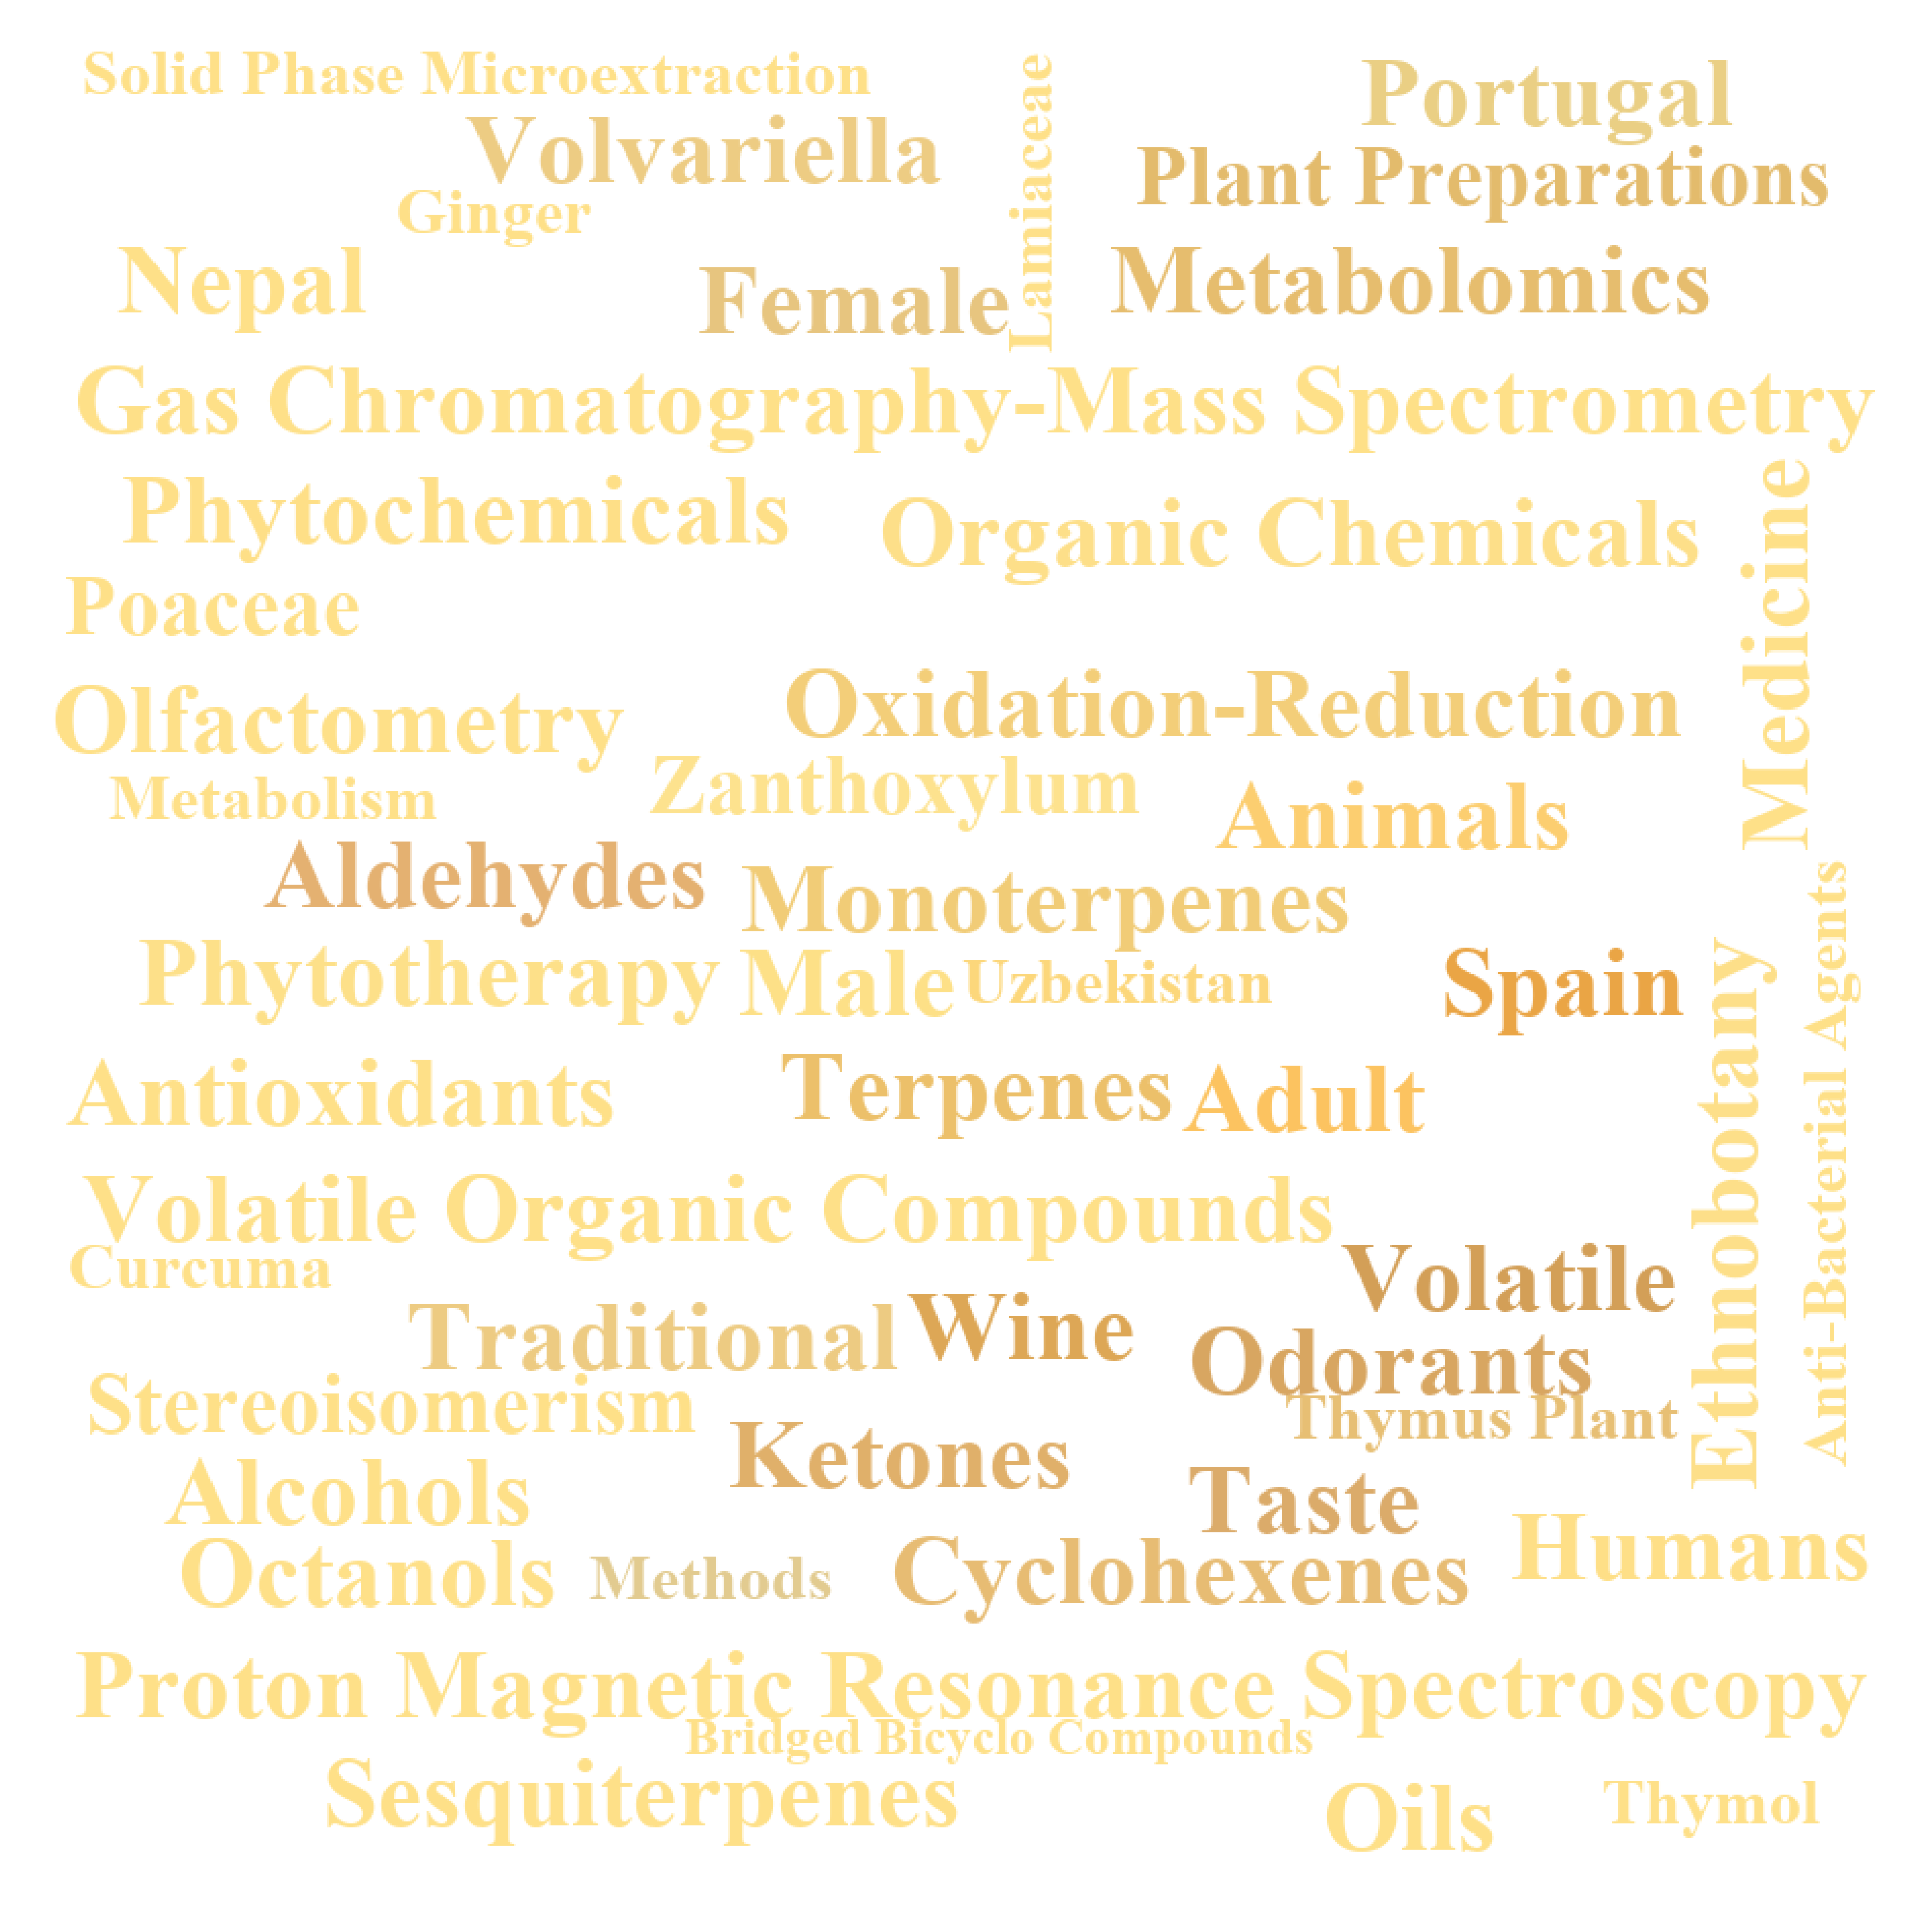 Solid Phase Microextraction
Portugal
Volvariella
Lamiaceae
Plant Preparations
Ginger
Nepal
Female
Metabolomics
Gas Chromatography-Mass Spectrometry
Phytochemicals
Organic Chemicals
Medicine
Poaceae
Olfactometry
Oxidation-Reduction
Metabolism
Zanthoxylum
Animals
Aldehydes
Monoterpenes
Phytotherapy
Male
Uzbekistan
Spain
Ethnobotany
Anti-Bacterial Agents
Antioxidants
Terpenes
Adult
Volatile Organic Compounds
Curcuma
Volatile
Traditional
Wine
Odorants
Stereoisomerism
Thymus Plant
Ketones
Alcohols
Taste
Humans
Octanols
Methods
Cyclohexenes
Proton Magnetic Resonance Spectroscopy
Bridged Bicyclo Compounds
Sesquiterpenes
Oils
Thymol